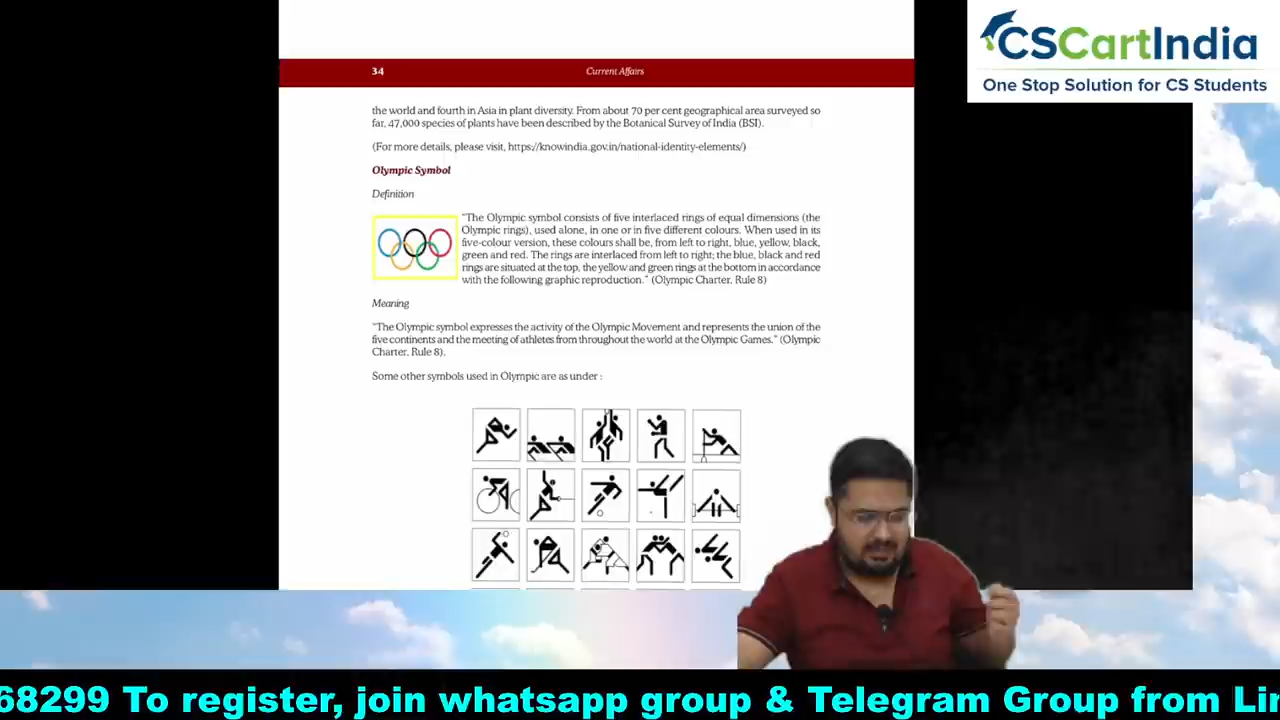 CSCartIndia
One Stop Solution for CS Students
34
Current Affairs
the world and fourth in Asia in plant diversity. From about 70 per cent geographical area surveyed so
far, 47,000 species of plants have been described by the Botanical Survey of India (BSI).
(For more details, please visit, https://knowindia.gov.in/national-identity-elements/)
Olympic Symbol
Definition
"The Olympic symbol consists of five interlaced rings of equal dimensions (the
Olympic rings), used alone, in one or in five different colours. When used in its
five-colour version, these colours shall be, from left to right, blue, yellow, black,
green and red. The rings are interlaced from left to right; the blue, black and red
rings are situated at the top, the yellow and green rings at the bottom in accordance
with the following graphic reproduction." (Olympic Charter, Rule 8)
Meaning
"The Olympic symbol expresses the activity of the Olympic Movement and represents the union of the
five continents and the meeting of athletes from throughout the world at the Olympic Games." (Olympic
Charter, Rule 8).
Some other symbols used in Olympic are as under :
68299 To register, join whatsapp group & Telegram Group from Li